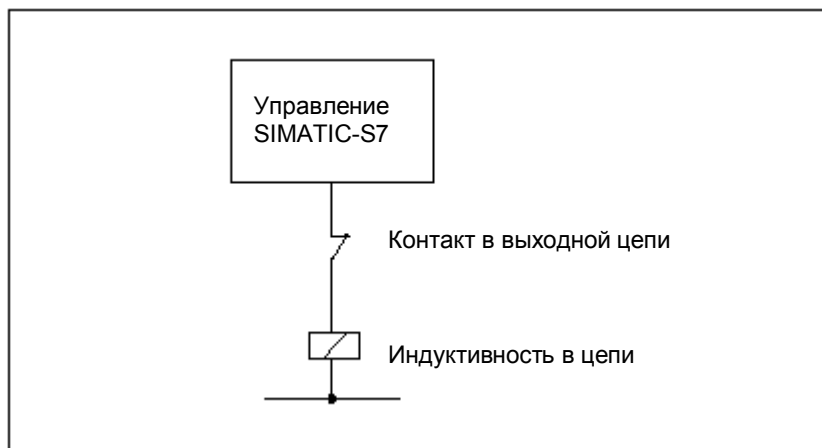 Управление
SIMATIC-S7
Контакт в выходной цепи
Индуктивность в цепи